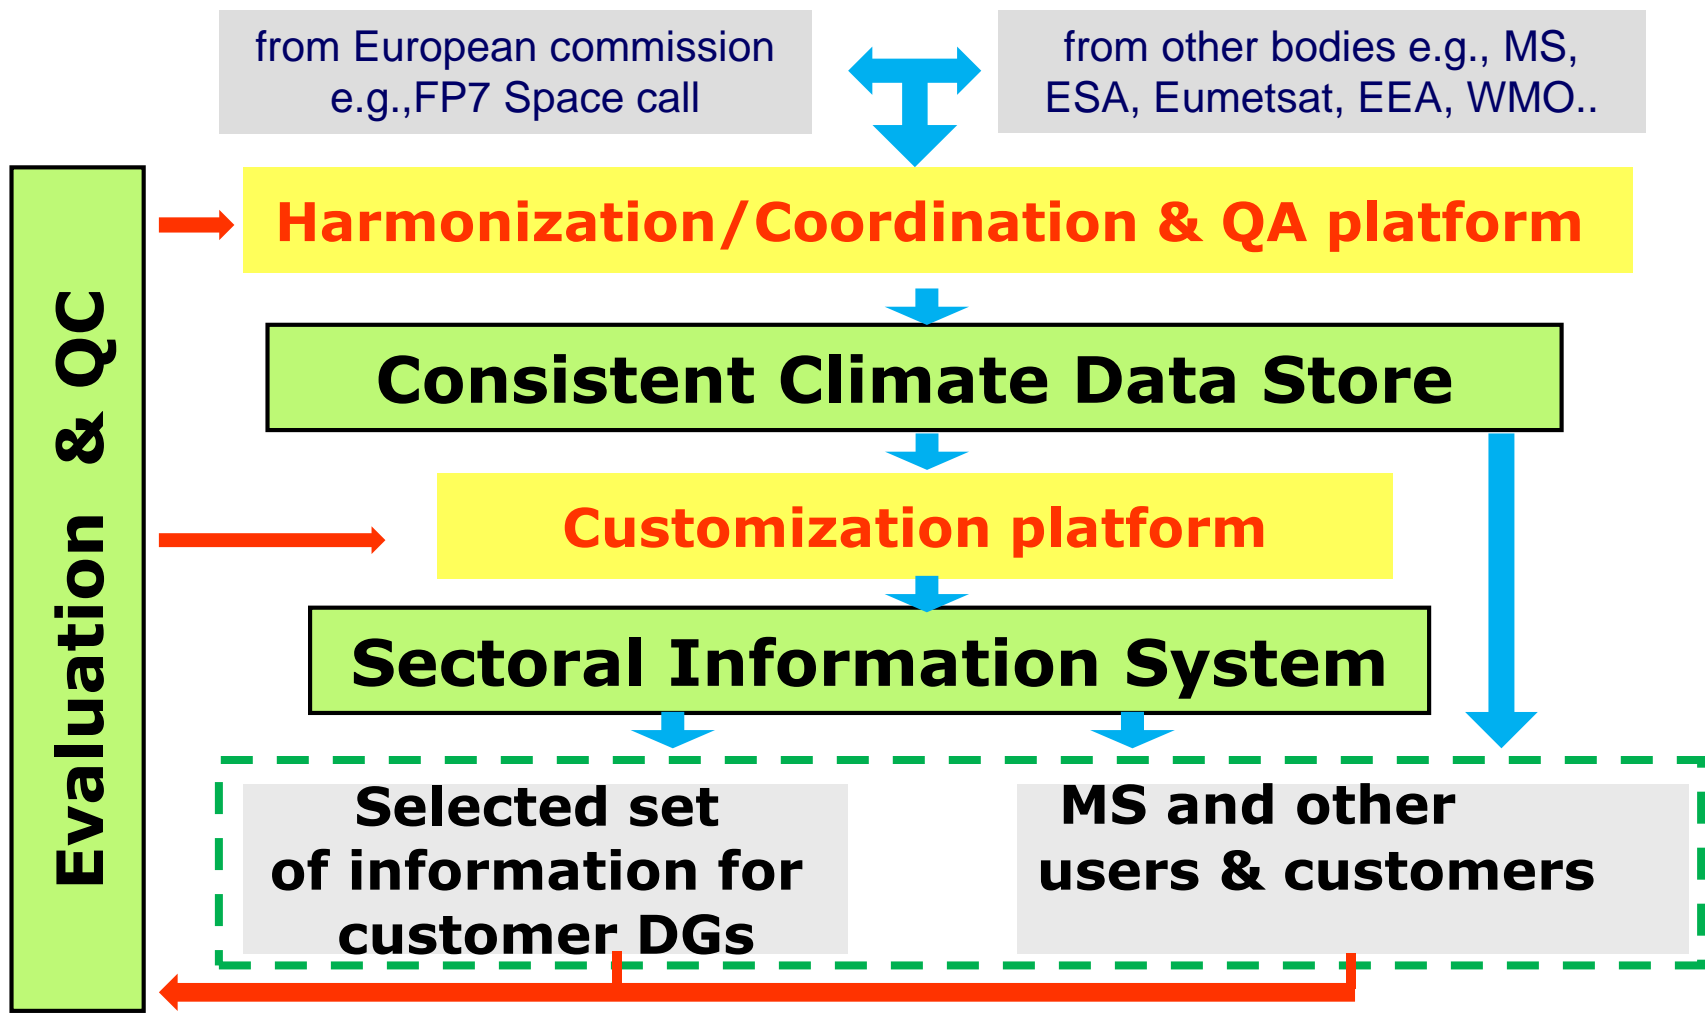 from European commission
e.g.,FP7 Space call
from other bodies e.g., MS,
ESA, Eumetsat, EEA, WMO..
Evaluation & QC
Harmonization/Coordination & QA platform
Consistent Climate Data Store
Customization platform
Sectoral Information System
Selected set
of information for
customer DGs
MS and other
users & customers